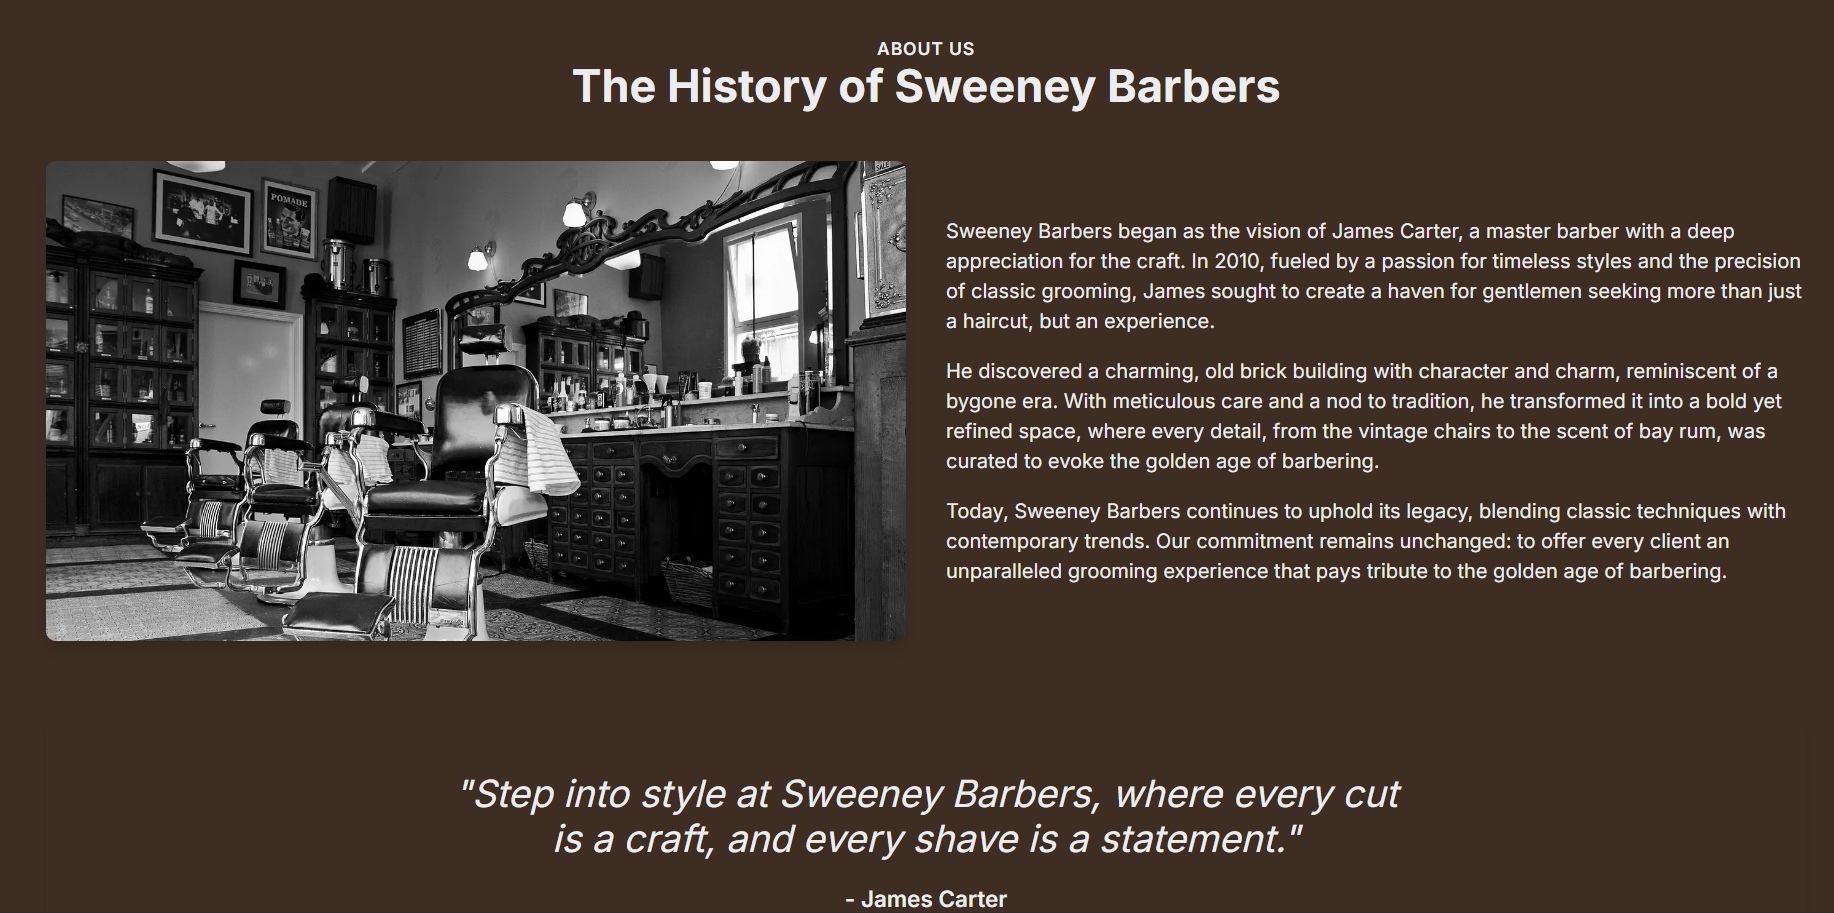 ABOUT US
The History of Sweeney Barbers
POMADE
Sweeney Barbers began as the vision of James Carter, a master barber with a deep
appreciation for the craft. In 2010, fueled by a passion for timeless styles and the precision
of classic grooming, James sought to create a haven for gentlemen seeking more than just
a haircut, but an experience.
He discovered a charming, old brick building with character and charm, reminiscent of a
bygone era. With meticulous care and a nod to tradition, he transformed it into a bold yet
refined space, where every detail, from the vintage chairs to the scent of bay rum, was
curated to evoke the golden age of barbering.
Today, Sweeney Barbers continues to uphold its legacy, blending classic techniques with
contemporary trends. Our commitment remains unchanged: to offer every client an
unparalleled grooming experience that pays tribute to the golden age of barbering.
"Step into style at Sweeney Barbers, where every cut
is a craft, and every shave is a statement."
- James Carter